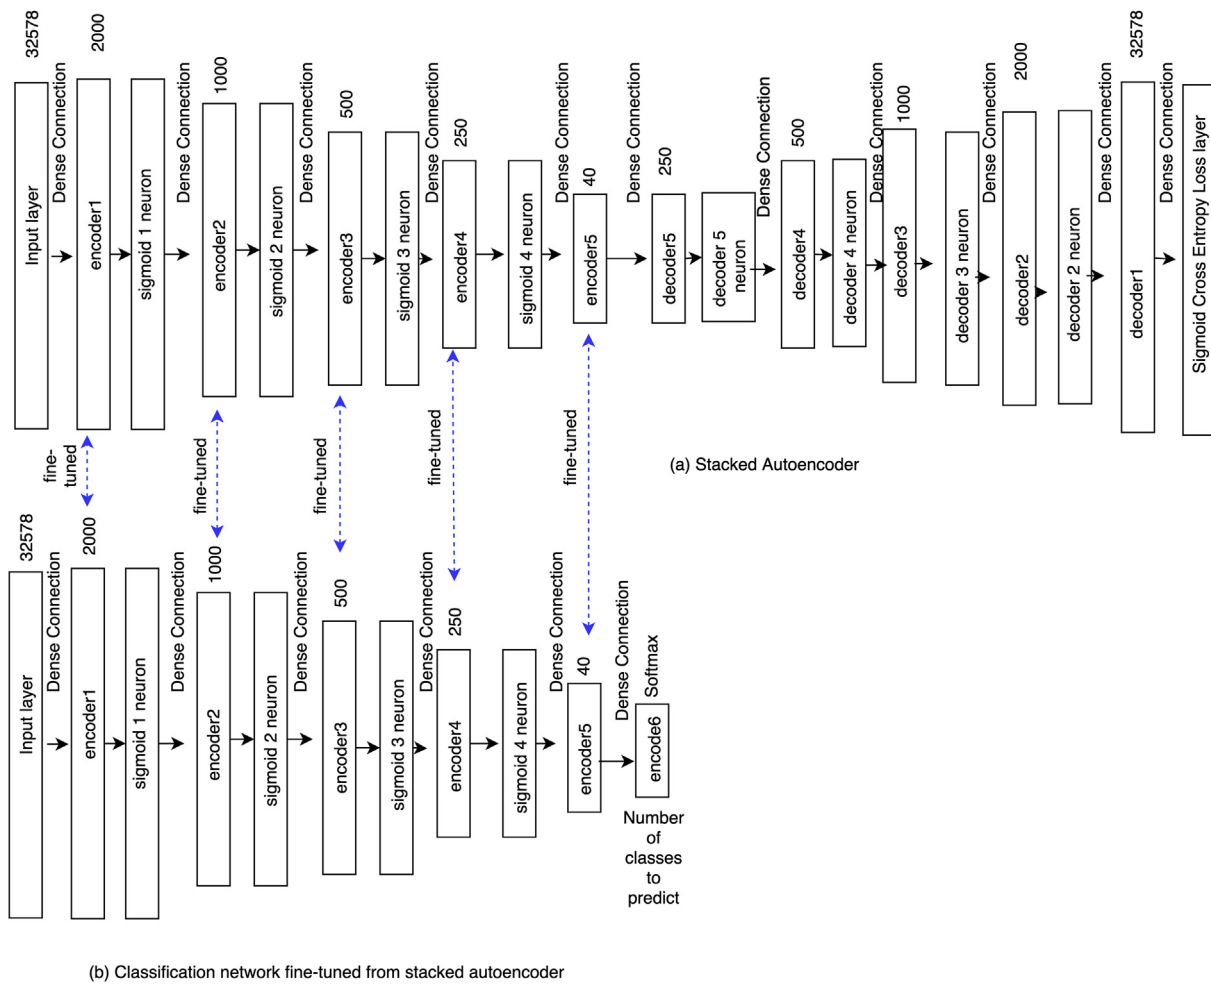 32578
2000
1000
500
250
40
250
500
1000
2000
32578
Input layer
Dense Connection
encoder1
sigmoid 1 neuron
Dense Connection
encoder2
sigmoid 2 neuron
Dense Connection
encoder3
sigmoid 3 neuron
Dense Connection
encoder4
sigmoid 4 neuron
Dense Connection
encoder5
Dense Connection
decoder5
decoder 5
neuron
Dense Connection
decoder4
decoder 4 neuron
Dense Connection
decoder3
decoder 3 neuron
Dense Connection
decoder2
decoder 2 neuron
Dense Connection
decoder1
Dense Connection
Sigmoid Cross Entropy Loss layer
fine-
tuned
fine-tuned
fine-tuned
fine-tuned
fine-tuned
(a) Stacked Autoencoder
32578
2000
1000
500
250
40
Softmax
Input layer
Dense Connection
encoder1
sigmoid 1 neuron
Dense Connection
encoder2
sigmoid 2 neuron
Dense Connection
encoder3
sigmoid 3 neuron
Dense Connection
encoder4
sigmoid 4 neuron
Dense Connection
encoder5
Dense Connection
encode6
Number
of
classes
to
predict
(b) Classification network fine-tuned from stacked autoencoder